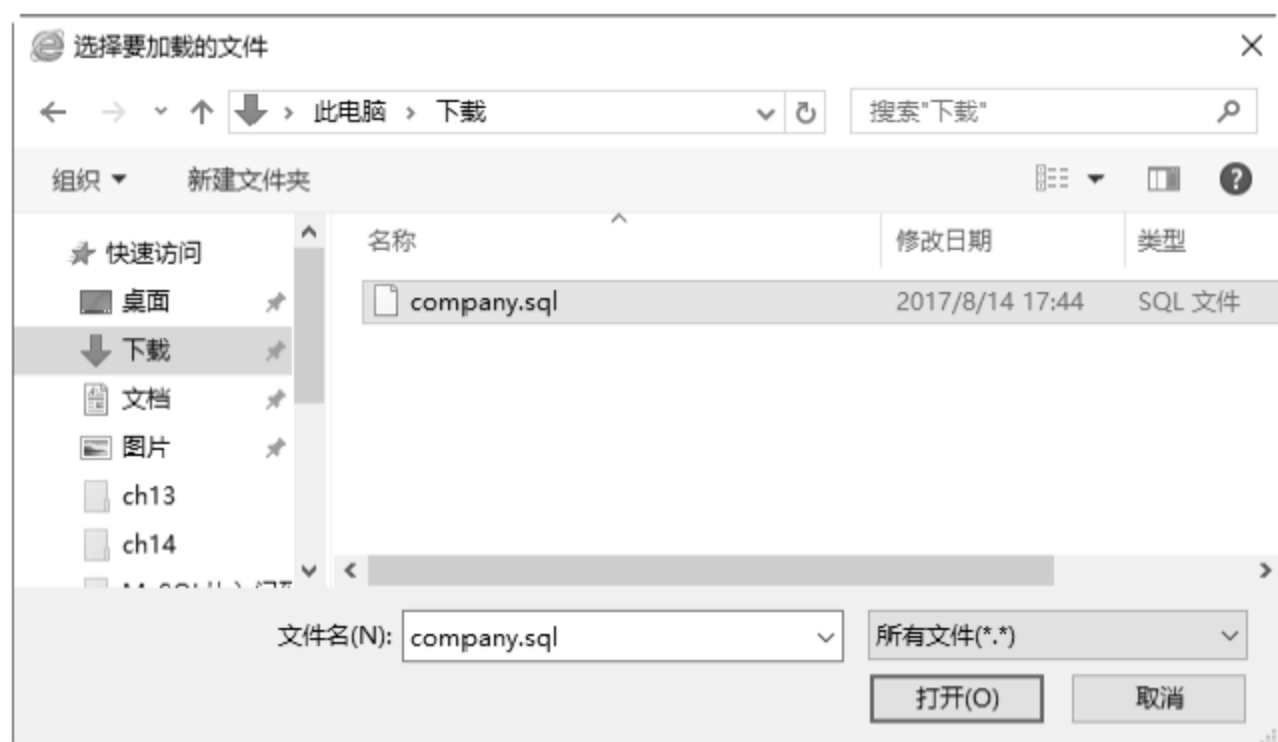 选择要加载的文件
此电脑 › 下载
搜索"下载"
组织 新建文件夹
名称 修改日期 类型
快速访问
company.sql 2017/8/14 17:44 SQL 文件
桌面
下载
文档
图片
ch13
ch14
文件名(N): company.sql 所有文件(*.*)
打开(O) 取消